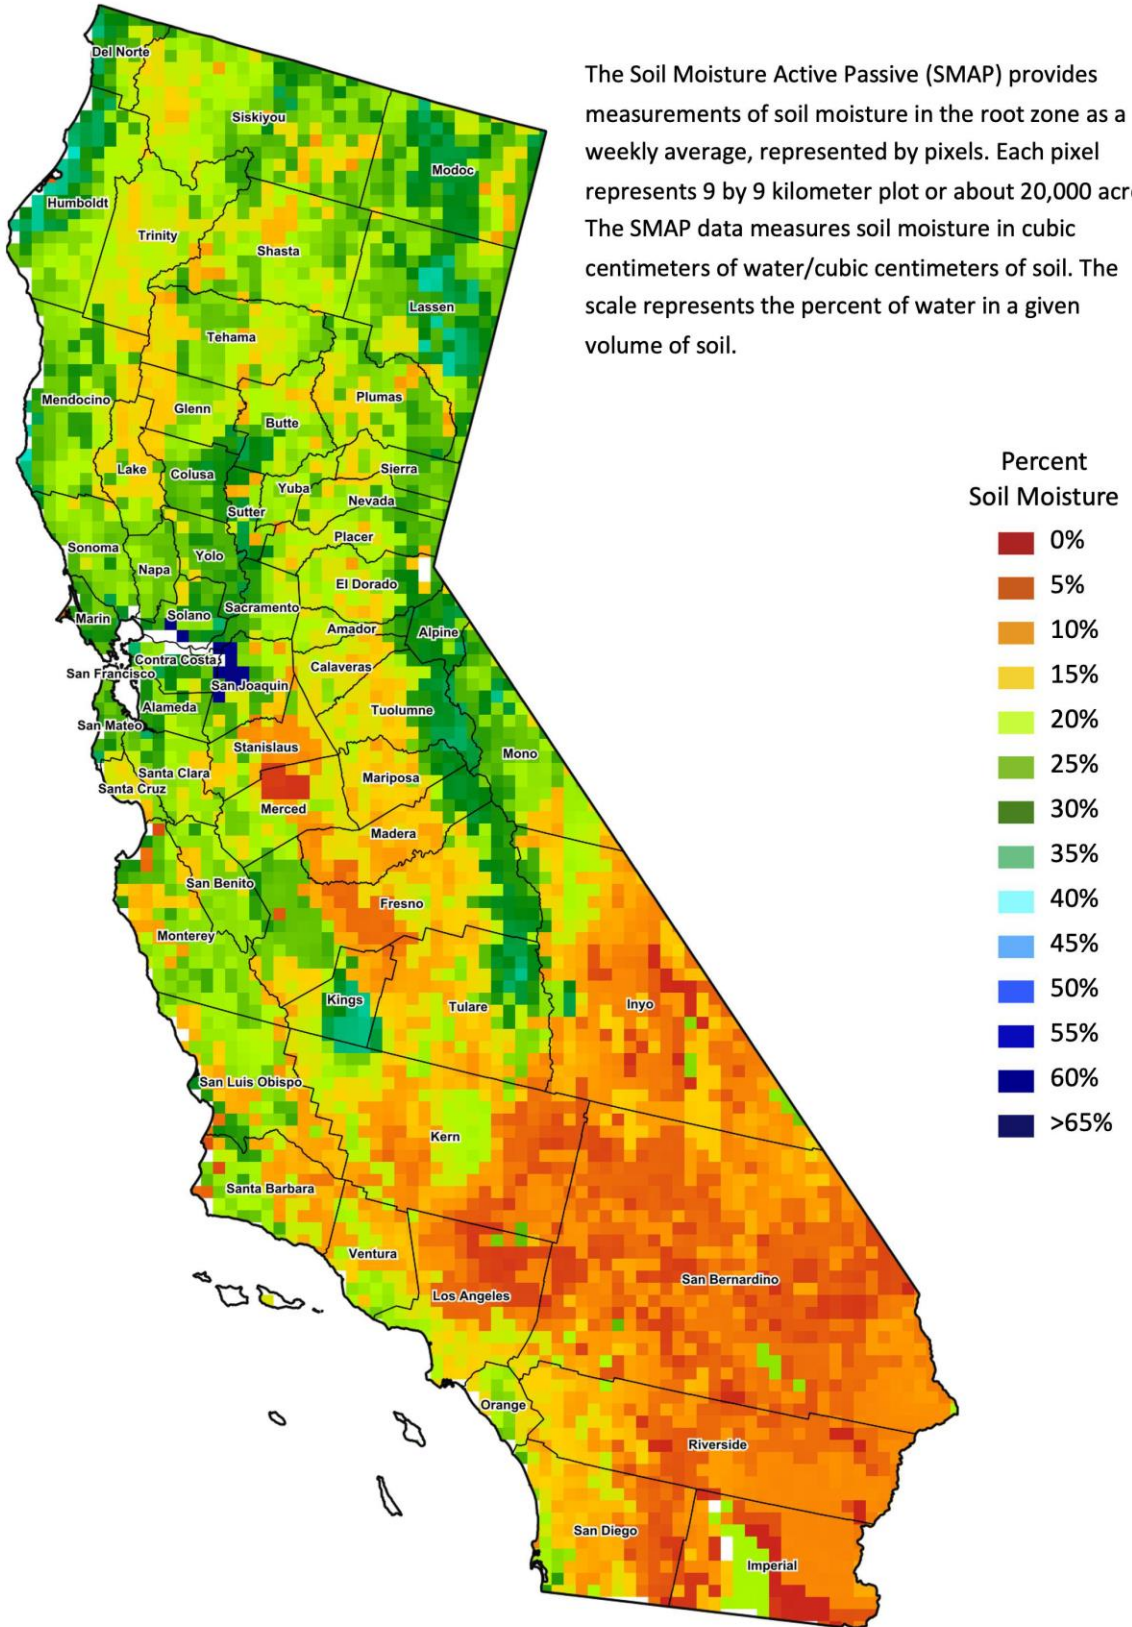 The Soil Moisture Active Passive (SMAP) provides
measurements of soil moisture in the root zone as a
weekly average, represented by pixels. Each pixel
represents 9 by 9 kilometer plot or about 20,000 acre
The SMAP data measures soil moisture in cubic
centimeters of water/cubic centimeters of soil. The
scale represents the percent of water in a given
volume of soil.
Del Norte
Siskiyou
Modoc
Humboldt
Trinity
Shasta
Lassen
Tehama
Mendocino
Glenn
Butte
Plumas
Lake
Colusa
Sierra
Yuba
Nevada
Sutter
Placer
Sonoma
Yolo
Napa
El Dorado
Sacramento
Solano
Marin
Amador
Alpine
Contra Costa
Calaveras
San Francisco
San Joaquin
Alameda
Tuolumne
San Mateo
Stanislaus
Mono
Santa Clara
Mariposa
Santa Cruz
Merced
Madera
San Benito
Fresno
Monterey
Kings
Tulare
Inyo
San Luis Obispo
Kern
Santa Barbara
Ventura
San Bernardino
Los Angeles
Orange
Riverside
San Diego
Imperial
Percent
Soil Moisture
0%
5%
10%
15%
20%
25%
30%
35%
40%
45%
50%
55%
60%
>65%